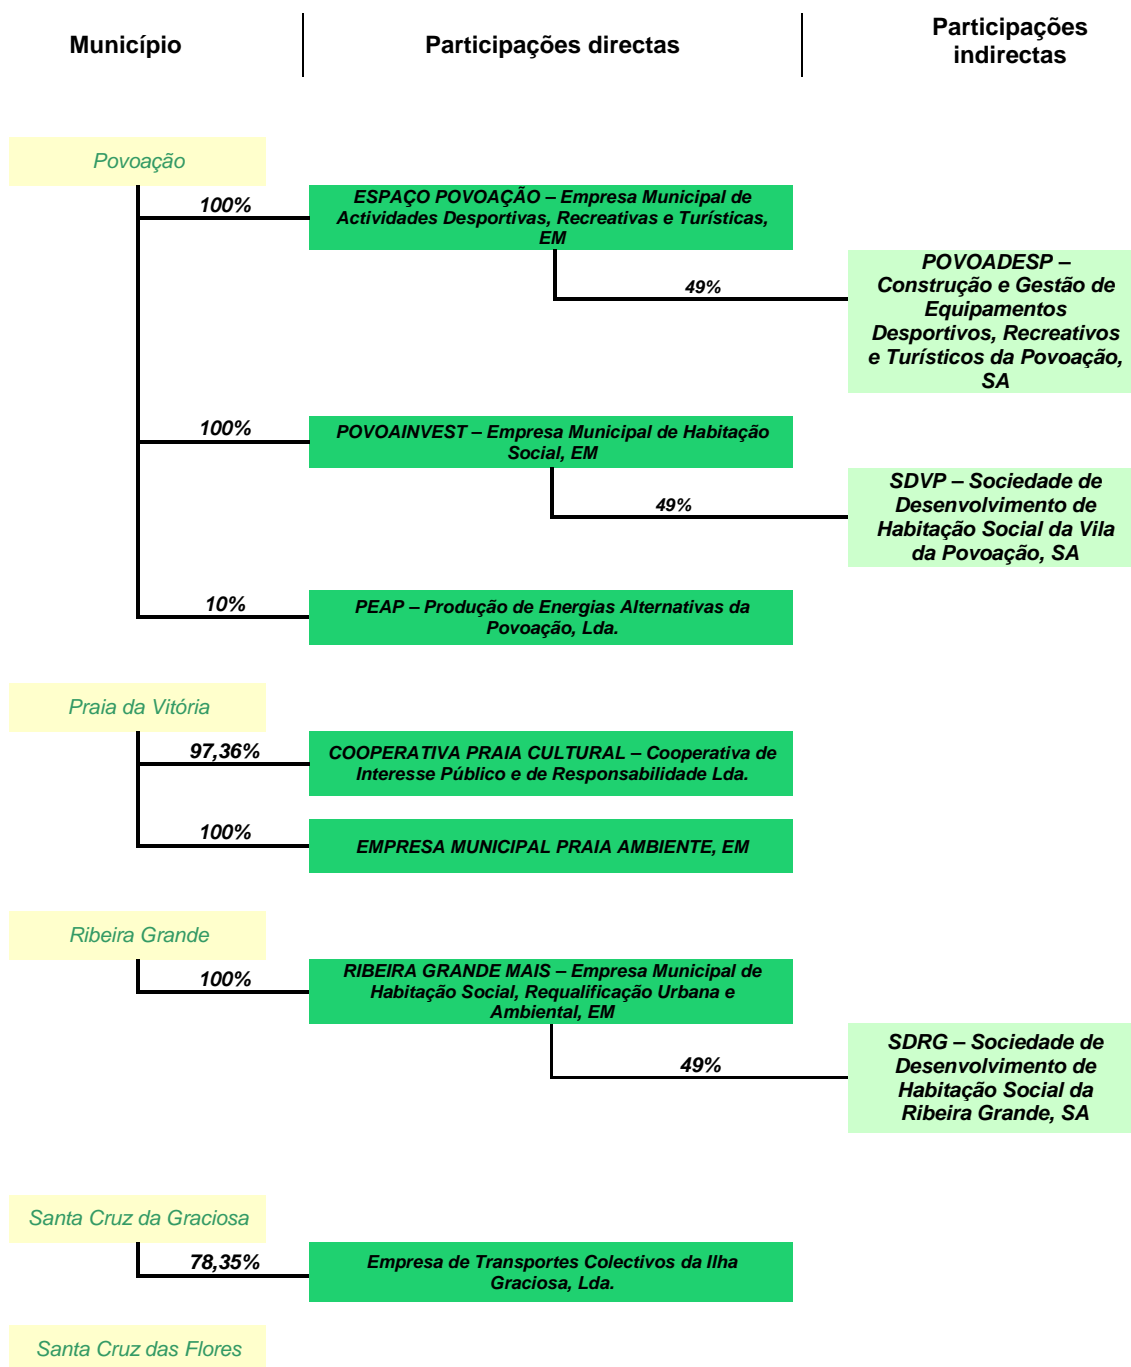 Município
Participações directas
Participações
indirectas
Povoação
100%
ESPAÇO POVOAÇÃO – Empresa Municipal de
Actividades Desportivas, Recreativas e Turísticas,
EM
49%
POVOADESP –
Construção e Gestão de
Equipamentos
Desportivos, Recreativos
e Turísticos da Povoação,
SA
100%
POVOAINVEST – Empresa Municipal de Habitação
Social, EM
49%
SDVP – Sociedade de
Desenvolvimento de
Habitação Social da Vila
da Povoação, SA
10%
PEAP – Produção de Energias Alternativas da
Povoação, Lda.
Praia da Vitória
97,36%
COOPERATIVA PRAIA CULTURAL – Cooperativa de
Interesse Público e de Responsabilidade Lda.
100%
EMPRESA MUNICIPAL PRAIA AMBIENTE, EM
Ribeira Grande
100%
RIBEIRA GRANDE MAIS – Empresa Municipal de
Habitação Social, Requalificação Urbana e
Ambiental, EM
49%
SDRG – Sociedade de
Desenvolvimento de
Habitação Social da
Ribeira Grande, SA
Santa Cruz da Graciosa
78,35%
Empresa de Transportes Colectivos da Ilha
Graciosa, Lda.
Santa Cruz das Flores